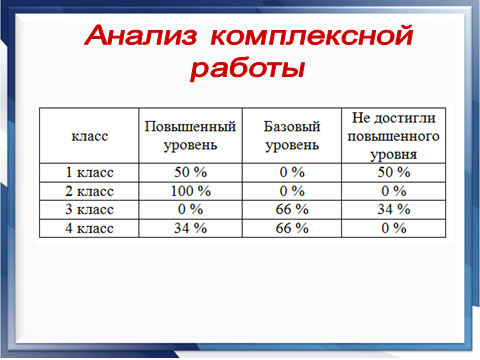 Анализ комплексной
работы
класс
Повышенный
уровень
Базовый
уровень
Не достигли
повышенного
уровня
1 класс 50 % 0 % 50 %
2 класс 100 % 0 % 0 %
3 класс 0 % 66 % 34 %
4 класс 34 % 66 % 0 %